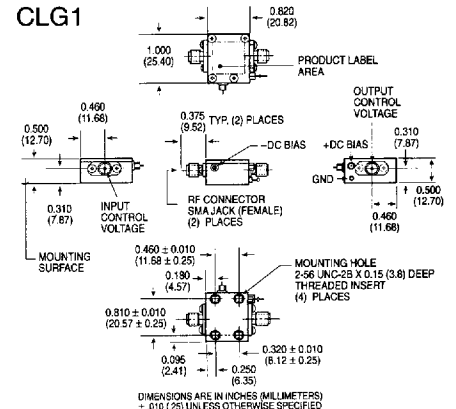 CLG1
0.820
(20.82)
1.000
(25.40)
PRODUCT LABEL
AREA
0.460
(11.68)
0.375
(9.52)
TYP. (2) PLACES
OUTPUT
CONTROL
VOLTAGE
0.500
(12.70)
–DC BIAS
+DC BIAS
0.310
(7.87)
GND
0.310
(7.87)
INPUT
CONTROL
VOLTAGE
RF CONNECTOR
SMA JACK (FEMALE)
(2) PLACES
0.500
(12.70)
0.460
(11.68)
MOUNTING
SURFACE
0.460 ± 0.010
(11.68 ± 0.25)
0.180
(4.57)
MOUNTING HOLE
2-56 UNC-2B X 0.15 (3.8) DEEP
THREADED INSERT
(4) PLACES
0.810 ± 0.010
(20.57 ± 0.25)
0.095
(2.41)
0.320 ± 0.010
(8.12 ± 0.25)
0.250
(6.35)
DIMENSIONS ARE IN INCHES (MILLIMETERS)
± .010 (.25) UNLESS OTHERWISE SPECIFIED